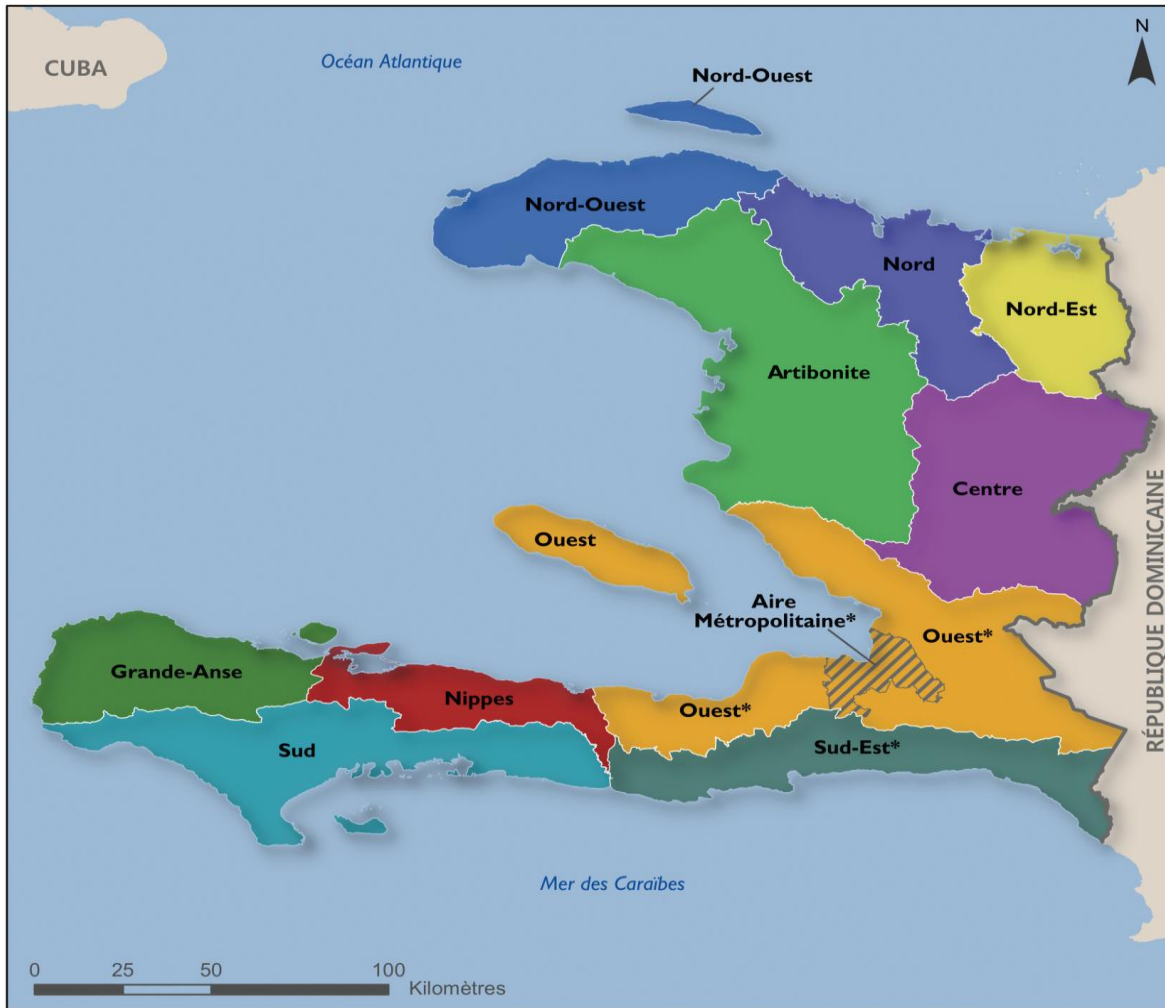 CUBA
Océan Atlantique
N
Nord-Ouest
Nord-Ouest
Nord
Nord-Est
Artibonite
Centre
RÉPUBLIQUE DOMINICAINE
Ouest
Aire
Métropolitaine*
Ouest*
Grande-Anse
Nippes
Ouest*
Sud
Sud-Est*
Mer des Caraïbes
0 25 50 100
Kilomètres